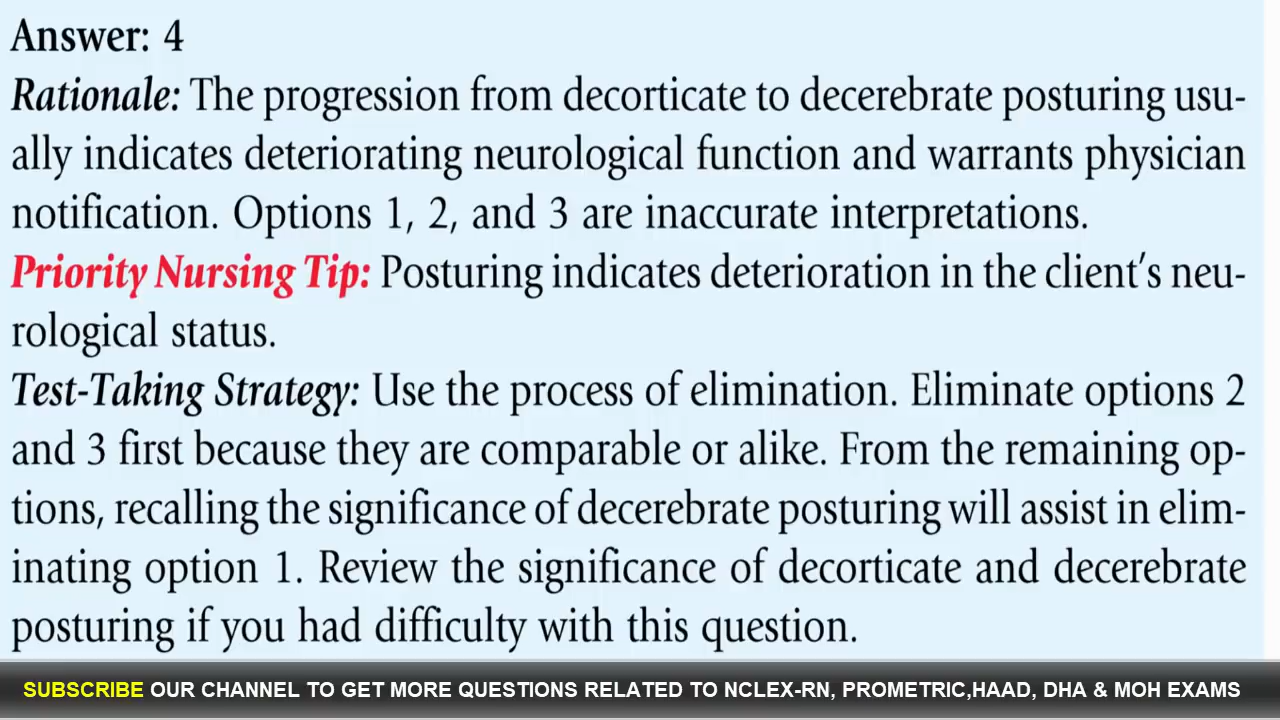 Answer: 4
Rationale: The progression from decorticate to decerebrate posturing usu-
ally indicates deteriorating neurological function and warrants physician
notification. Options 1, 2, and 3 are inaccurate interpretations.
Priority Nursing Tip: Posturing indicates deterioration in the client's neu-
rological status.
Test-Taking Strategy: Use the process of elimination. Eliminate options 2
and 3 first because they are comparable or alike. From the remaining op-
tions, recalling the significance of decerebrate posturing will assist in elim-
inating option 1. Review the significance of decorticate and decerebrate
posturing if you had difficulty with this question.
SUBSCRIBE OUR CHANNEL TO GET MORE QUESTIONS RELATED TO NCLEX-RN, PROMETRIC,HAAD, DHA & MOH EXAMS